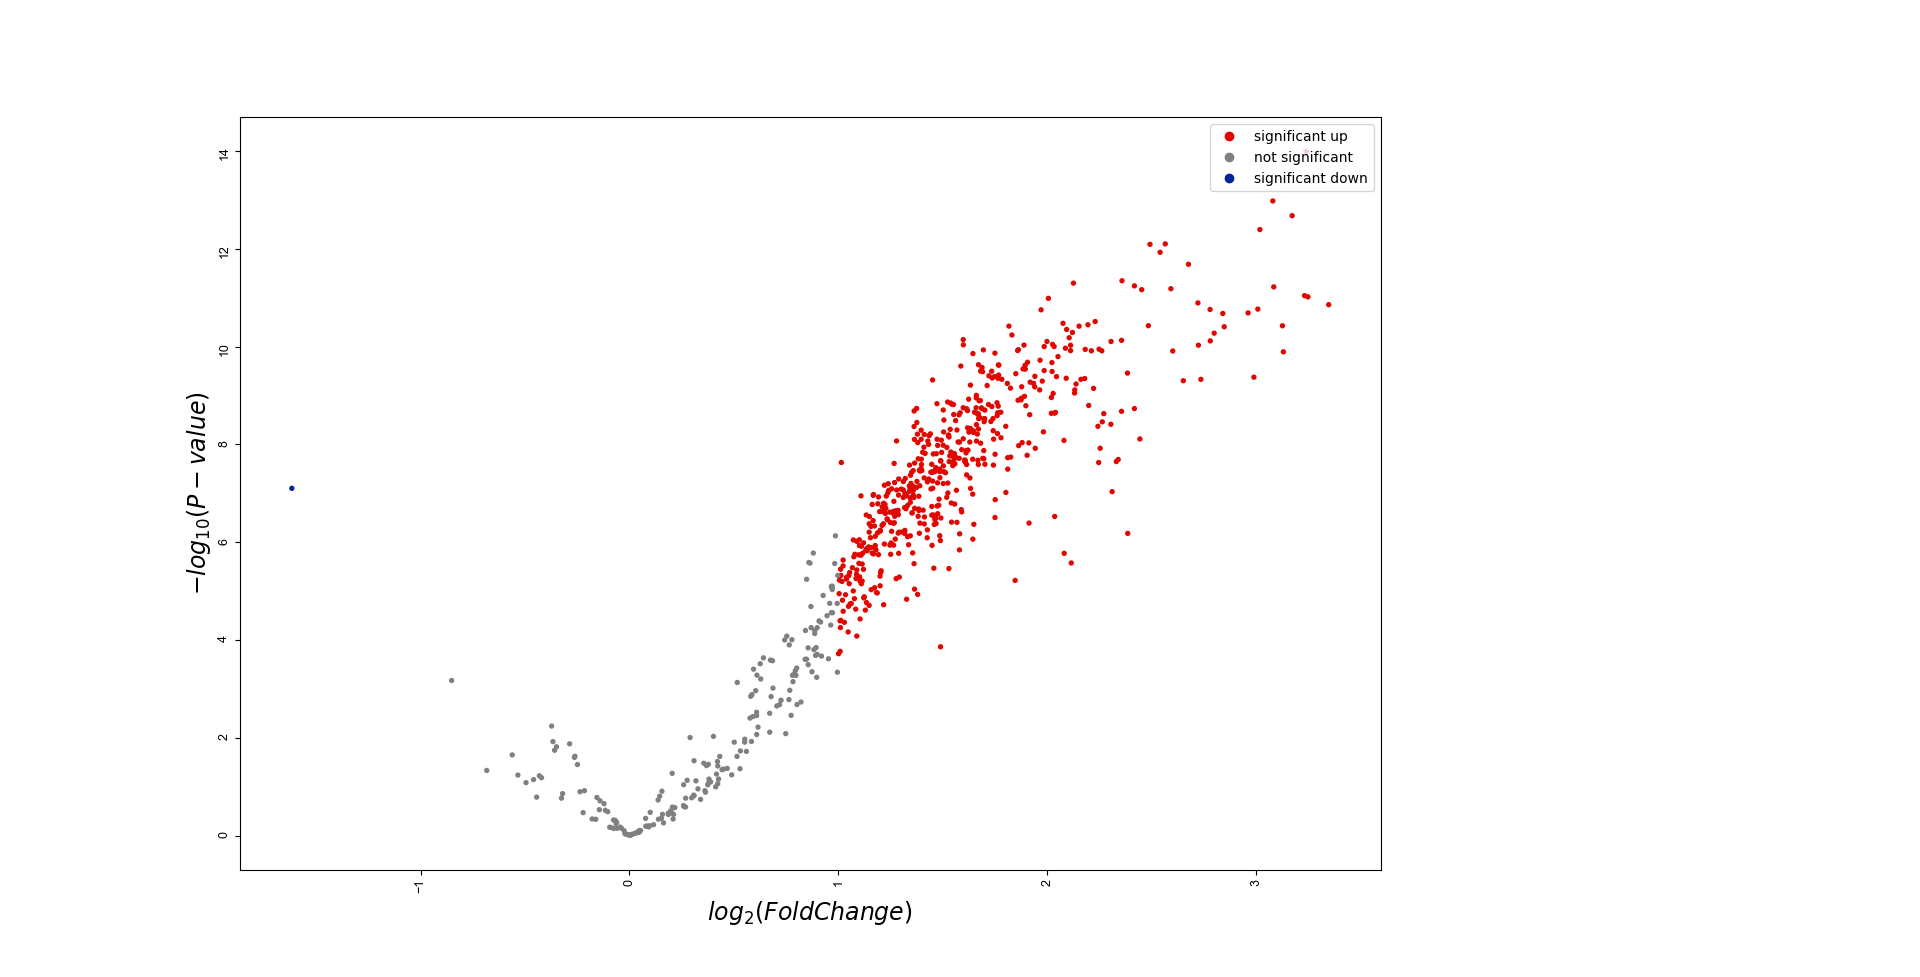 significant up
not significant
significant down
14
12
10
8
6
4
2
0
−log₁₀(P − value)
−1
0
1
2
3
log₂(FoldChange)